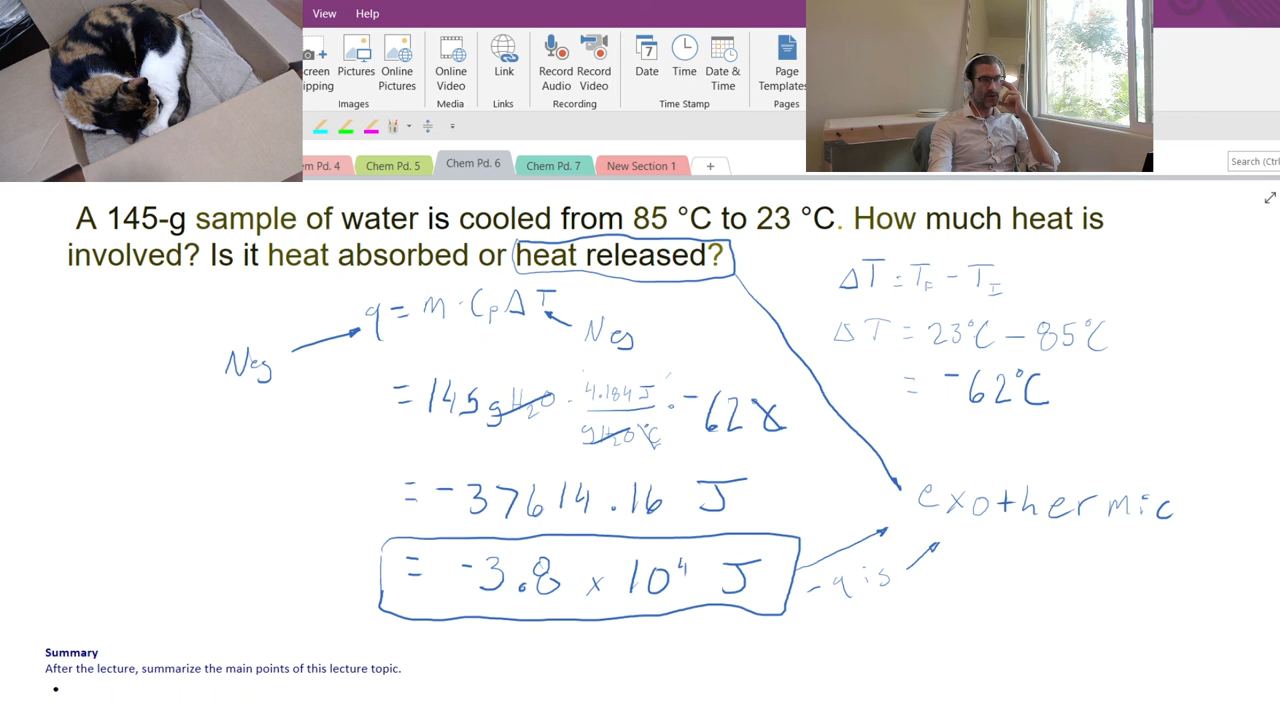 View Help
Screen Clipping
Pictures
Online Pictures
Online Video
Link
Record Audio
Record Video
Date
Time
Date & Time
Page Templates
Images
Media
Links
Recording
Time Stamp
Pages
m Pd. 4
Chem Pd. 5
Chem Pd. 6
Chem Pd. 7
New Section 1
+
Search (Ctrl
A 145-g sample of water is cooled from 85 °C to 23 °C. How much heat is
involved? Is it heat absorbed or heat released?
ΔT = T_F - T_I
q = m · C_p ΔT
Neg
ΔT = 23°C - 85°C
Neg
= -62°C
= 145 g H₂O · 4.184 J / g H₂O °C · -62 °C
= -37614.16 J
exothermic
= -3.8 x 10⁴ J
-q is
Summary
After the lecture, summarize the main points of this lecture topic.
•